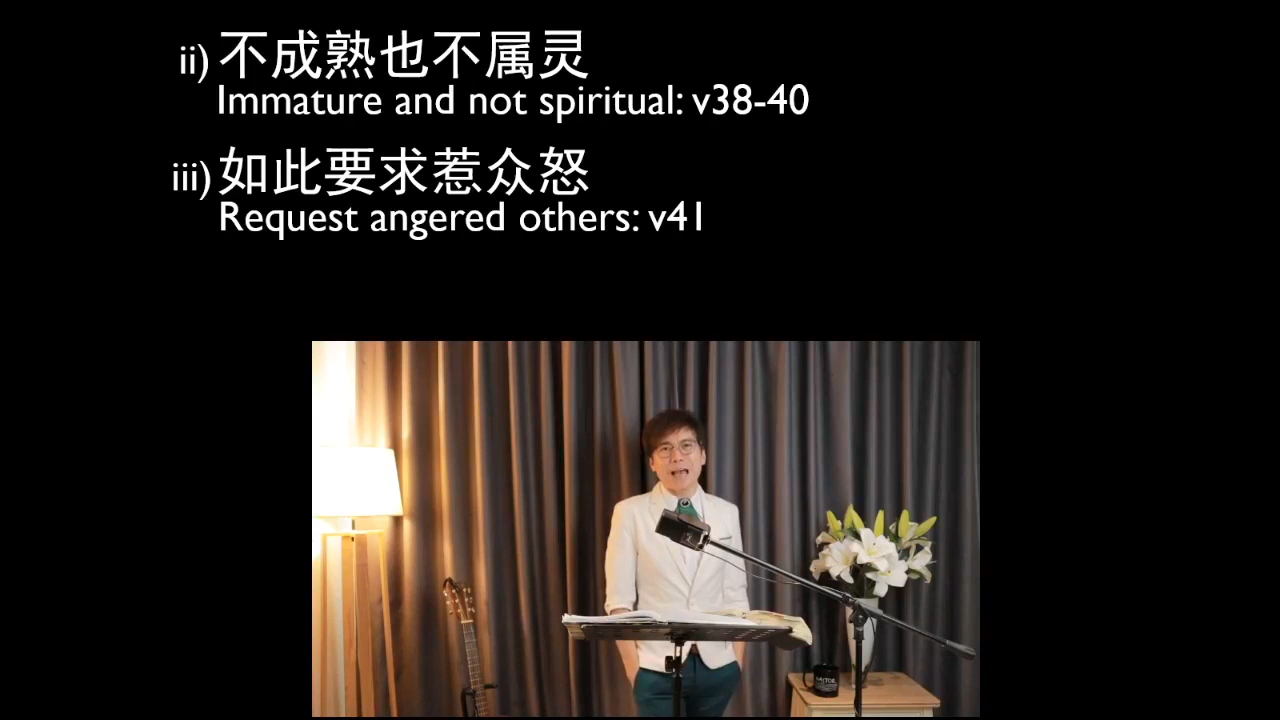 ii) 不成熟也不属灵
Immature and not spiritual: v38-40
iii) 如此要求惹众怒
Request angered others: v41